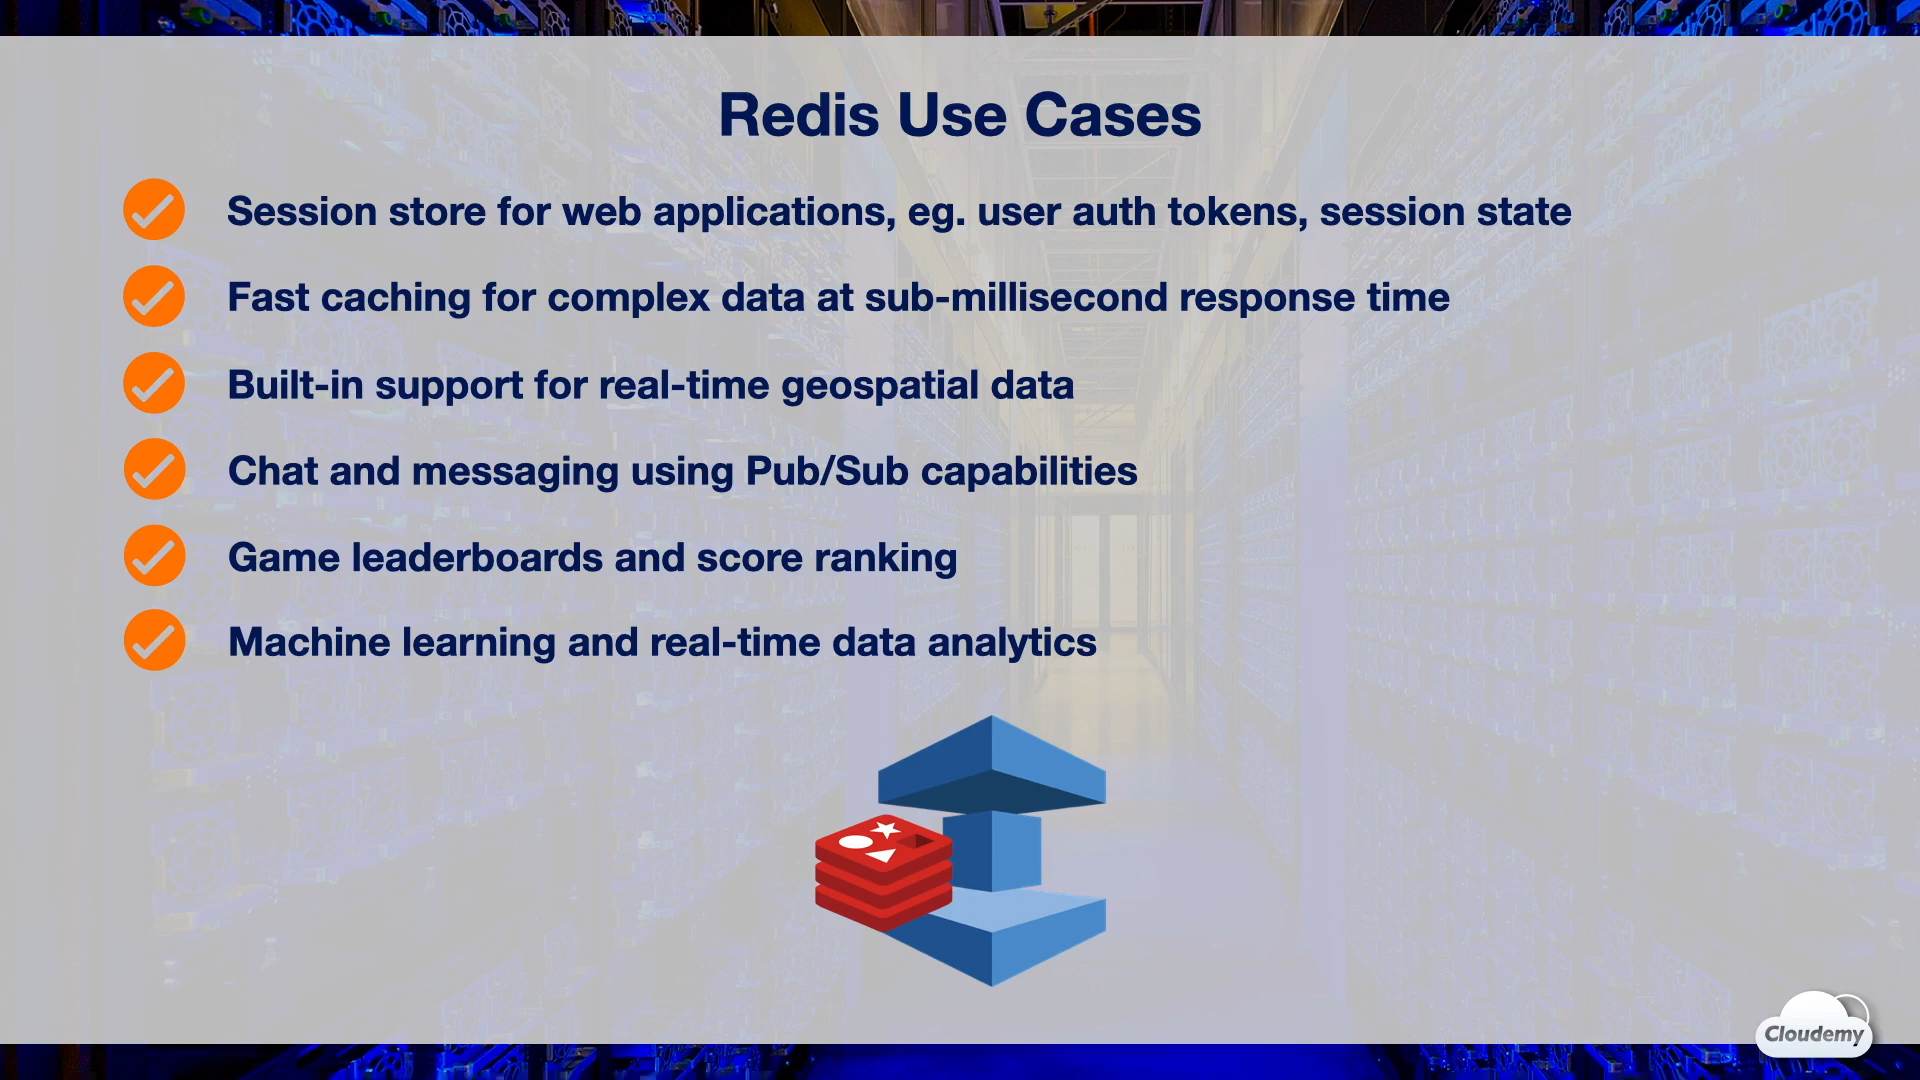 Redis Use Cases
Session store for web applications, eg. user auth tokens, session state
Fast caching for complex data at sub-millisecond response time
Built-in support for real-time geospatial data
Chat and messaging using Pub/Sub capabilities
Game leaderboards and score ranking
Machine learning and real-time data analytics
Cloudemy